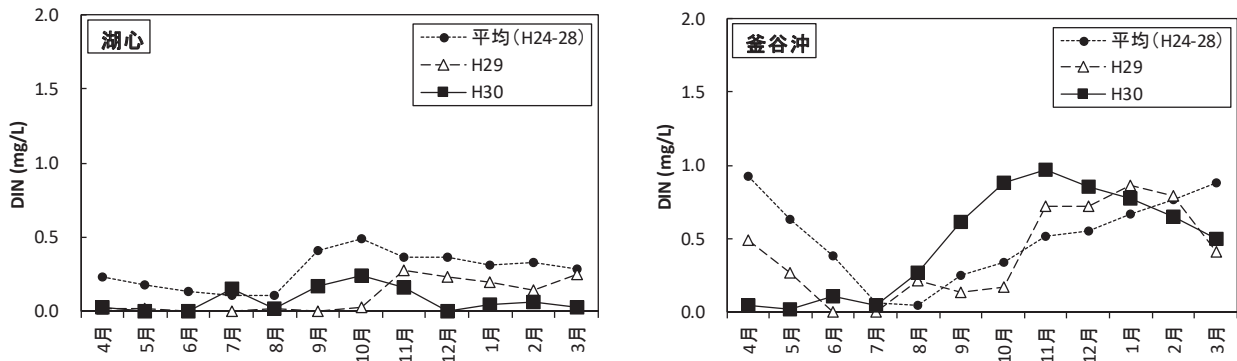 湖心
平均(H24-28)
H29
H30
DIN (mg/L)
2.0
1.5
1.0
0.5
0.0
4月
5月
6月
7月
8月
9月
10月
11月
12月
1月
2月
3月
釜谷沖
平均(H24-28)
H29
H30
DIN (mg/L)
2.0
1.5
1.0
0.5
0.0
4月
5月
6月
7月
8月
9月
10月
11月
12月
1月
2月
3月